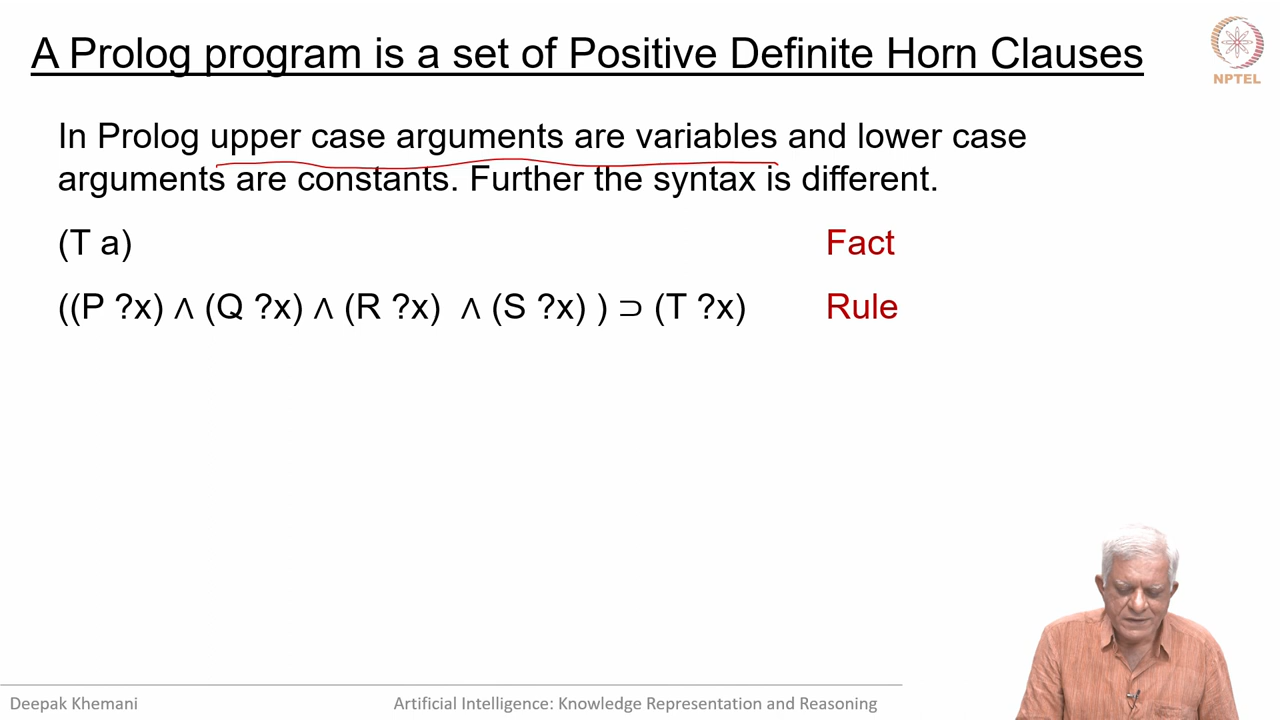 A Prolog program is a set of Positive Definite Horn Clauses
NPTEL
In Prolog upper case arguments are variables and lower case
arguments are constants. Further the syntax is different.
(T a) Fact
((P ?x) ∧ (Q ?x) ∧ (R ?x) ∧ (S ?x) ) ⊃ (T ?x) Rule
Deepak Khemani Artificial Intelligence: Knowledge Representation and Reasoning